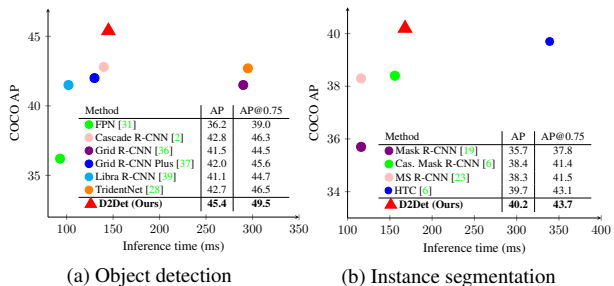 45
42
35
100 150 200 250 300 350
COCO AP
Inference time (ms)
Method AP AP@0.75
FPN [31] 36.2 39.0
Cascade R-CNN [2] 42.8 46.3
Grid R-CNN [36] 41.5 44.5
Grid R-CNN Plus [37] 42.0 45.6
Libra R-CNN [39] 41.1 44.7
TridentNet [28] 42.7 46.5
D2Det (Ours) 45.4 49.5
(a) Object detection
40
38
36
34
33
100 150 200 250 300 350 400
COCO AP
Inference time (ms)
Method AP AP@0.75
Mask R-CNN [19] 35.7 37.8
Cas. Mask R-CNN [6] 38.4 41.4
MS R-CNN [23] 38.3 41.5
HTC [6] 39.7 43.1
D2Det (Ours) 40.2 43.7
(b) Instance segmentation